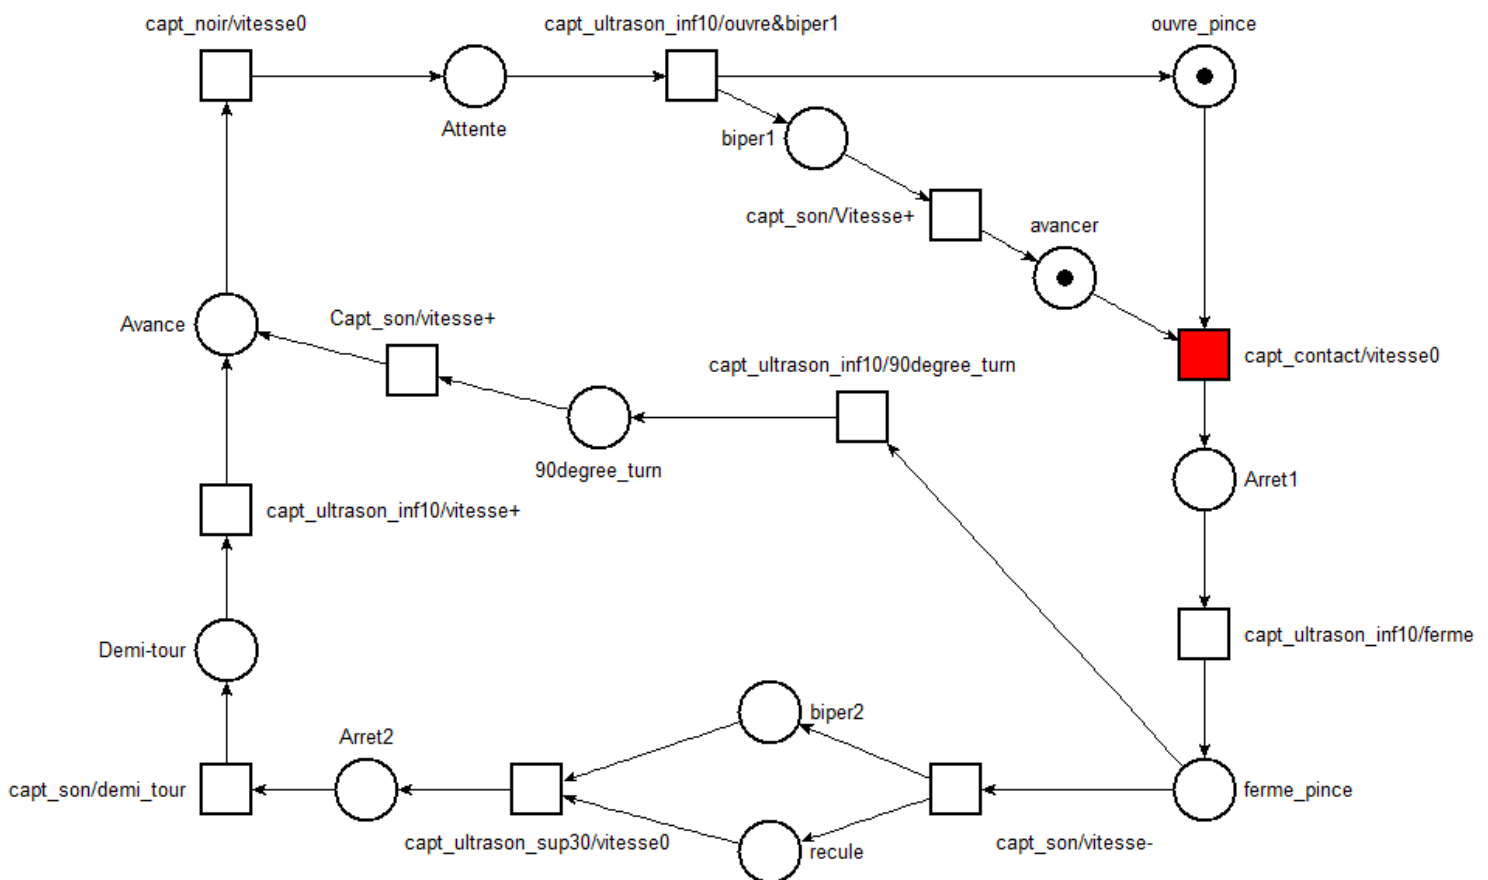 capt_noir/vitesse0
capt_ultrason_inf10/ouvre&biper1
ouvre_pince
Attente
biper1
capt_son/Vitesse+
avancer
Avance
Capt_son/vitesse+
capt_ultrason_inf10/90degree_turn
capt_contact/vitesse0
90degree_turn
Arret1
capt_ultrason_inf10/vitesse+
capt_ultrason_inf10/ferme
Demi-tour
biper2
Arret2
capt_son/demi_tour
ferme_pince
capt_ultrason_sup30/vitesse0
recule
capt_son/vitesse-